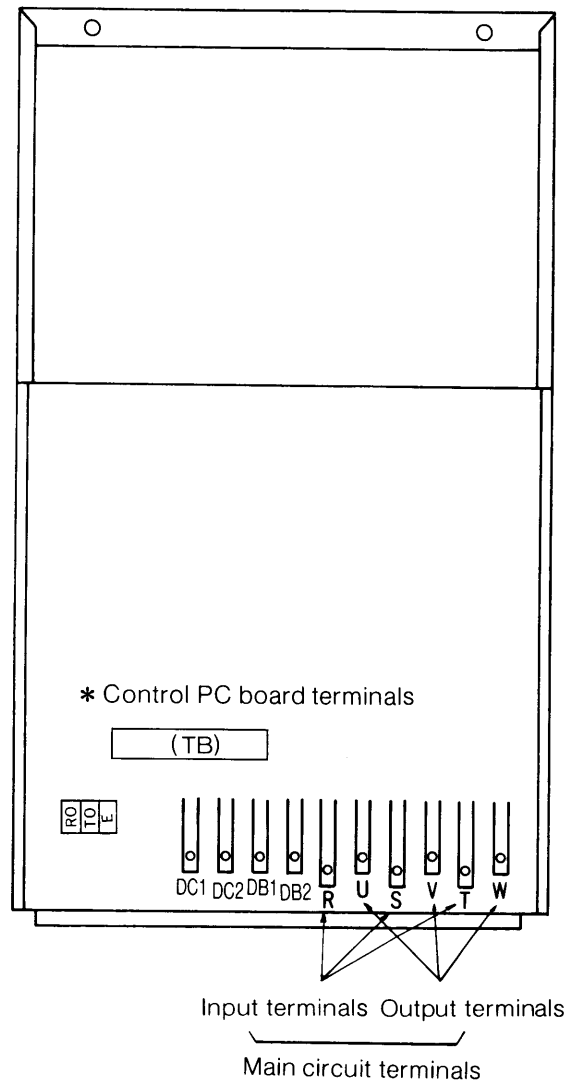 * Control PC board terminals
(TB)
RO TO E
DC1 DC2 DB1 DB2 R U S V T W
Input terminals Output terminals
Main circuit terminals